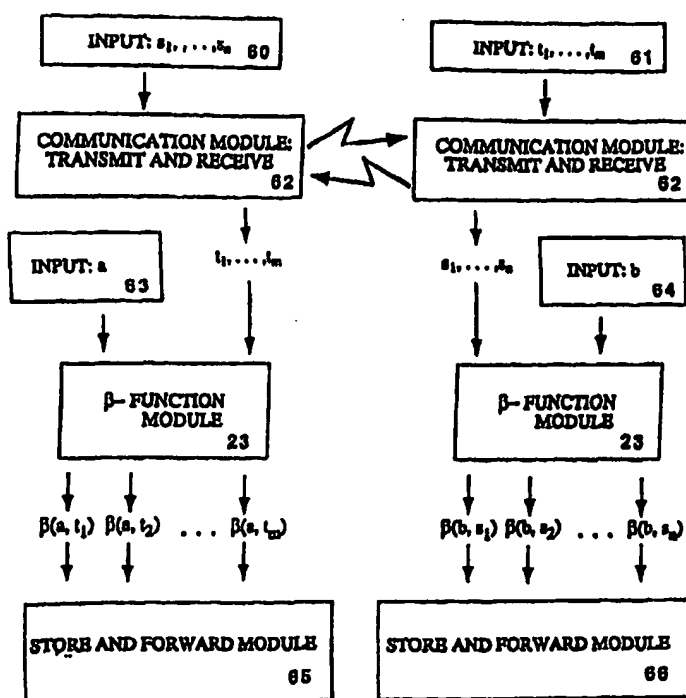 INPUT: s₁, , . . . ,sₙ 60
INPUT: t₁, . . . ,tₘ 61
COMMUNICATION MODULE:
TRANSMIT AND RECEIVE
62
COMMUNICATION MODULE:
TRANSMIT AND RECEIVE
62
INPUT: a
63
t₁, . . . ,tₘ
s₁, . . . ,sₙ
INPUT: b
64
β– FUNCTION
MODULE
23
β– FUNCTION
MODULE
23
β(a, t₁) β(a, t₂) . . . β(a, tₘ)
β(b, s₁) β(b, s₂) . . . β(b, sₙ)
STORE AND FORWARD MODULE
65
STORE AND FORWARD MODULE
66